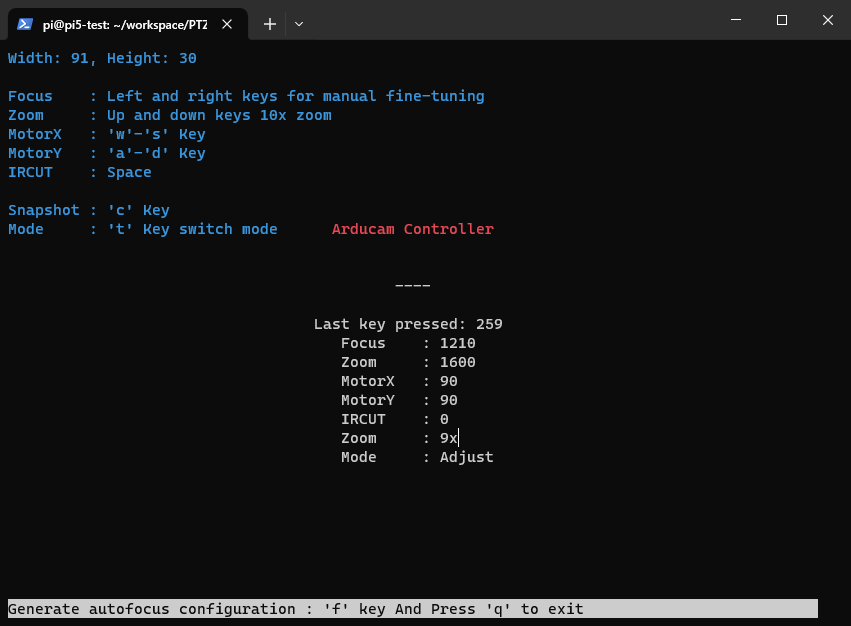 pi@pi5-test: ~/workspace/PTZ
Width: 91, Height: 30
Focus    : Left and right keys for manual fine-tuning
Zoom     : Up and down keys 10x zoom
MotorX   : 'w'-'s' Key
MotorY   : 'a'-'d' Key
IRCUT    : Space
Snapshot : 'c' Key
Mode     : 't' Key switch mode      Arducam Controller
----
Last key pressed: 259
Focus    : 1210
Zoom     : 1600
MotorX   : 90
MotorY   : 90
IRCUT    : 0
Zoom     : 9x
Mode     : Adjust
Generate autofocus configuration : 'f' key And Press 'q' to exit